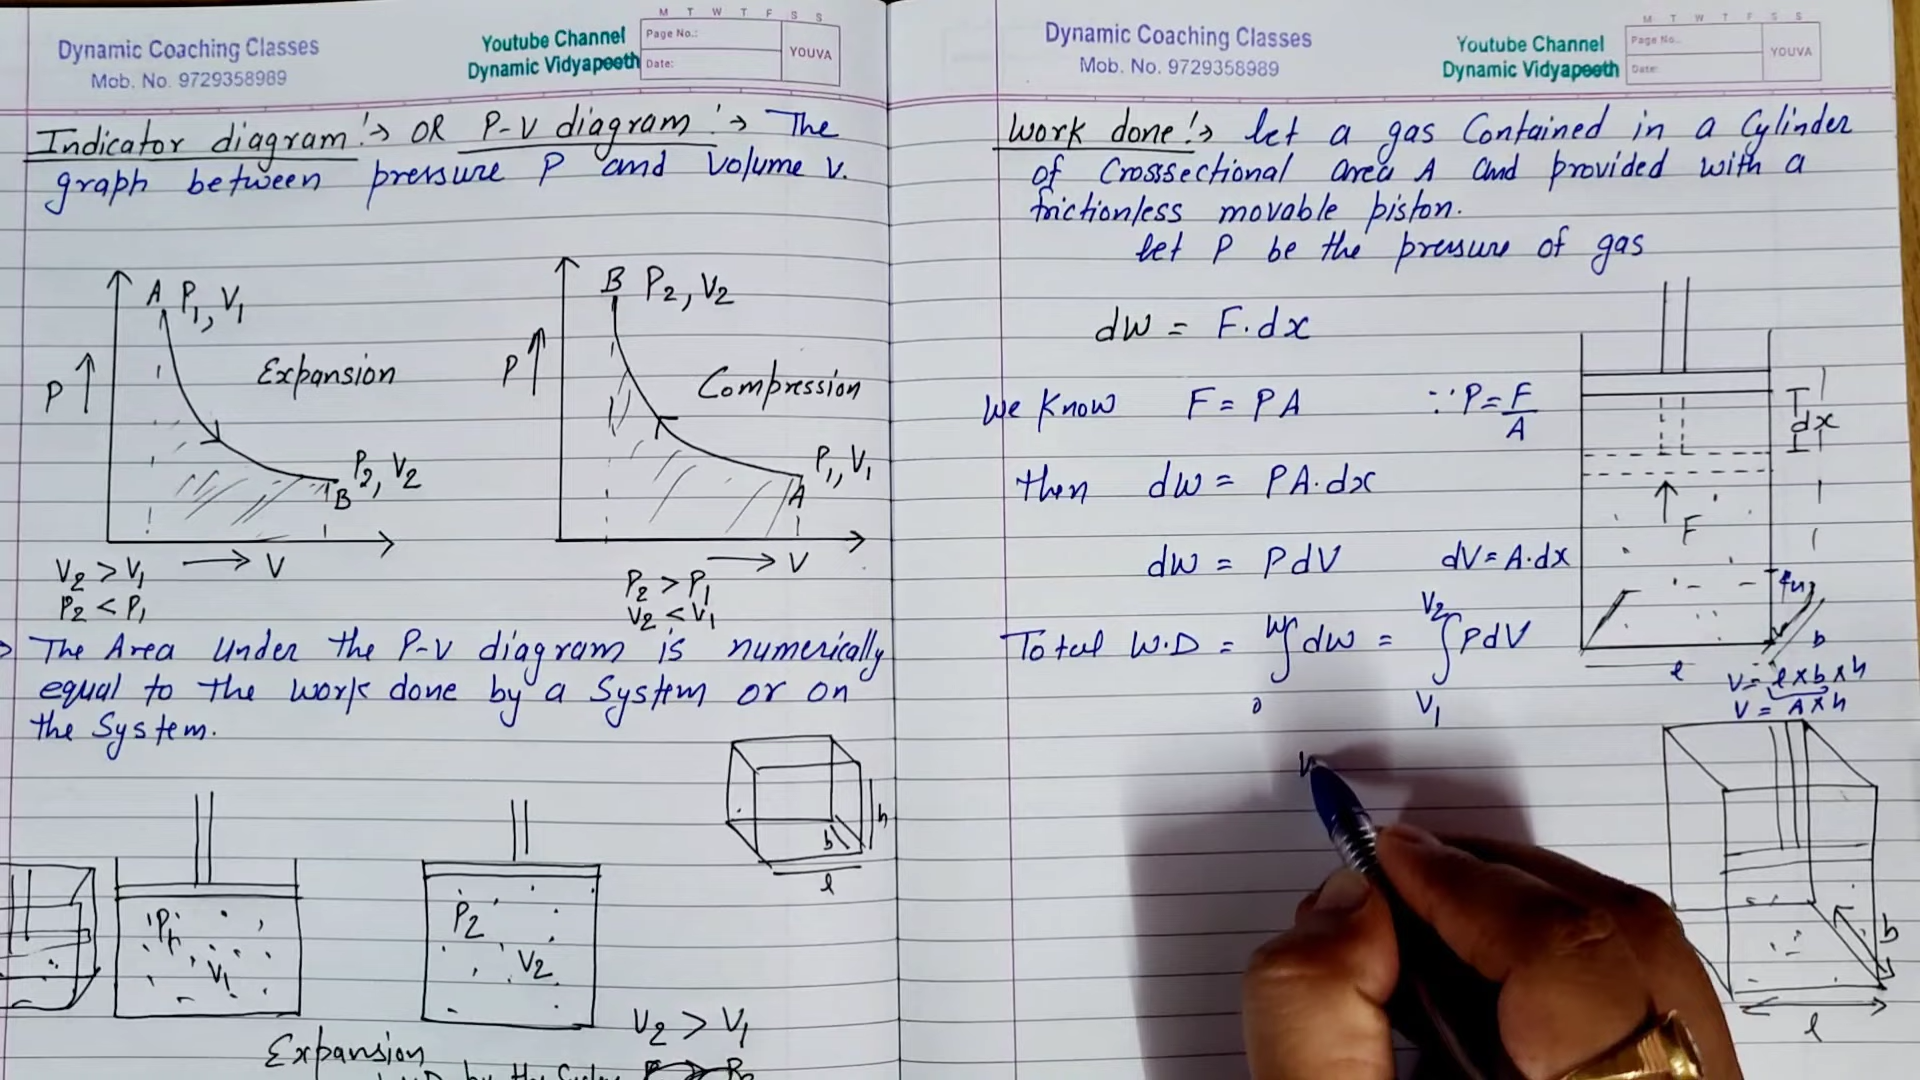 Dynamic Coaching Classes
Mob. No. 9729358989
Youtube Channel
Dynamic Vidyapeeth
M T W T F S S
Page No.:
Date:
YOUVA
Indicator diagram:→ OR P-V diagram:→ The
graph between pressure P and Volume V.
A P1, V1
Expansion
P
P2, V2
B
V
V2 > V1
P2 < P1
B P2, V2
Compression
P
P1, V1
A
V
P2 > P1
V2 < V1
The Area Under the P-V diagram is numerically
equal to the work done by a System or on
the System.
h
b
l
P1
V1
P2
V2
V2 > V1
Expansion
Dynamic Coaching Classes
Mob. No. 9729358989
Youtube Channel
Dynamic Vidyapeeth
M T W T F S S
Page No.:
Date:
YOUVA
Work done:→ let a gas Contained in a Cylinder
of Crosssectional area A and provided with a
frictionless movable piston.
let P be the pressure of gas
dw = F.dx
We Know F = PA ∵ P = F/A
then dw = PA.dx
dw = PdV dV = A.dx
Total W.D = ∫0^W dw = ∫V1^V2 PdV
dx
F
b
l
V = l×b×h
V = A×h
b
l